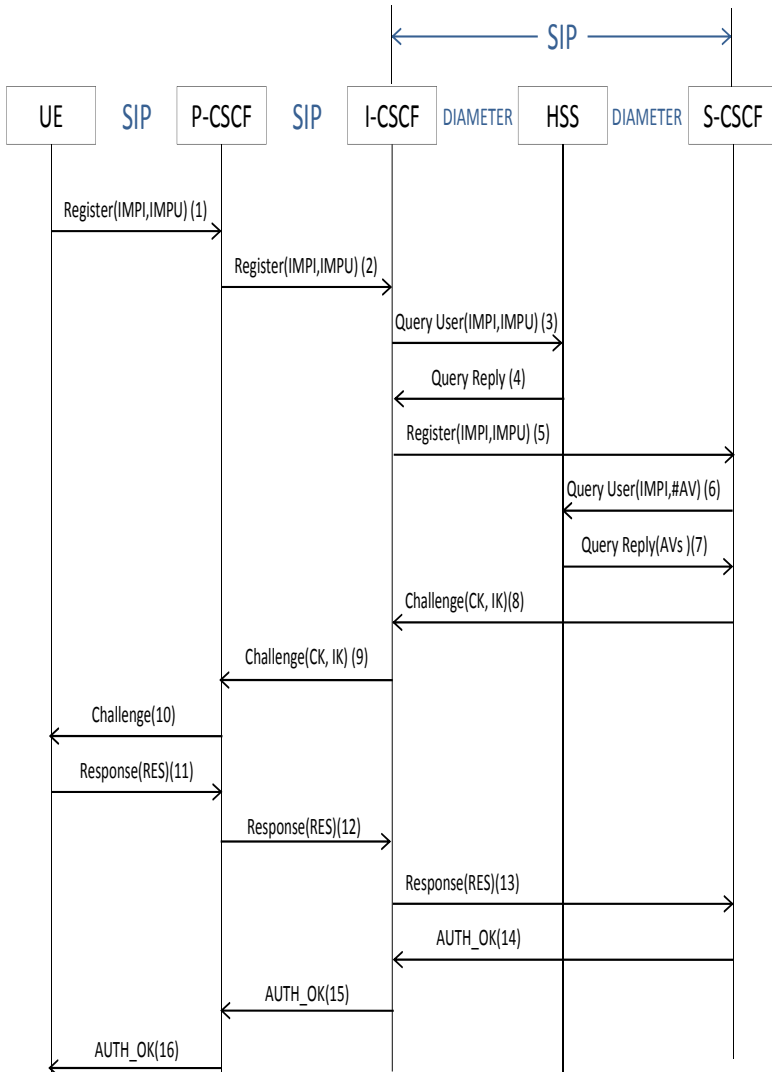 SIP
UE SIP P-CSCF SIP I-CSCF DIAMETER HSS DIAMETER S-CSCF
Register(IMPI,IMPU) (1)
Register(IMPI,IMPU) (2)
Query User(IMPI,IMPU) (3)
Query Reply (4)
Register(IMPI,IMPU) (5)
Query User(IMPI,#AV) (6)
Query Reply(AVs )(7)
Challenge(CK, IK)(8)
Challenge(CK, IK) (9)
Challenge(10)
Response(RES)(11)
Response(RES)(12)
Response(RES)(13)
AUTH_OK(14)
AUTH_OK(15)
AUTH_OK(16)